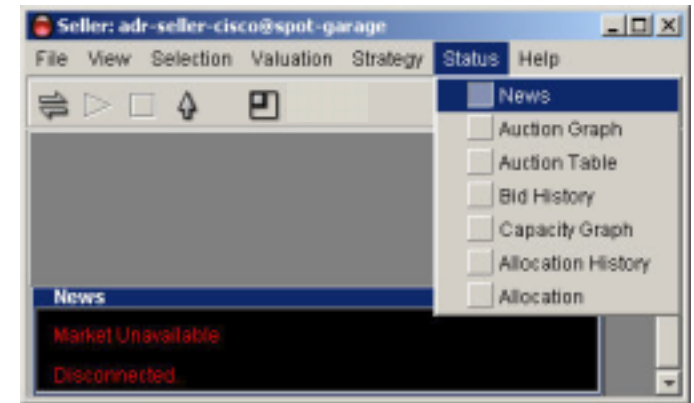 Seller: adr-seller-cisco@spot-garage
File View Selection Valuation Strategy Status Help
News
Auction Graph
Auction Table
Bid History
Capacity Graph
Allocation History
Allocation
News
Market Unavailable
Disconnected.